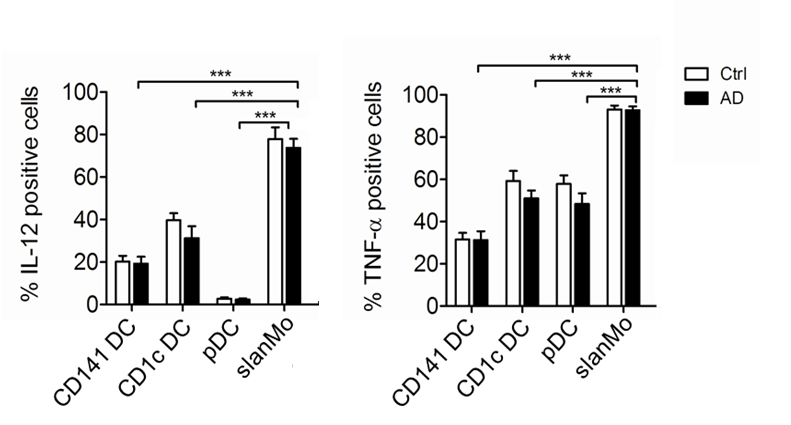 % IL-12 positive cells
100
80
60
40
20
0
***
***
***
CD141 DC
CD1c DC
pDC
slanMo
% TNF-α positive cells
100
80
60
40
20
0
***
***
***
CD141 DC
CD1c DC
pDC
slanMo
Ctrl
AD